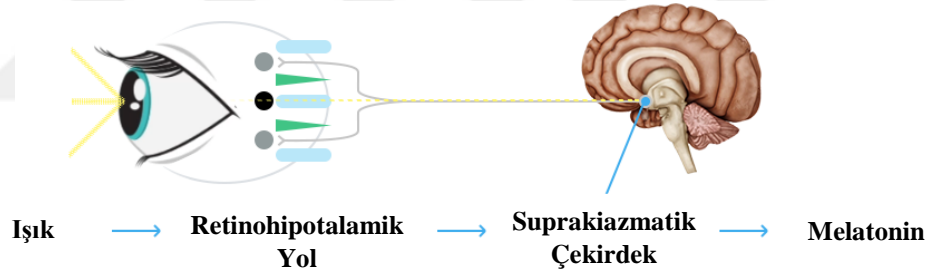 Işık
Retinohipotalamik
Yol
Suprakiazmatik
Çekirdek
Melatonin